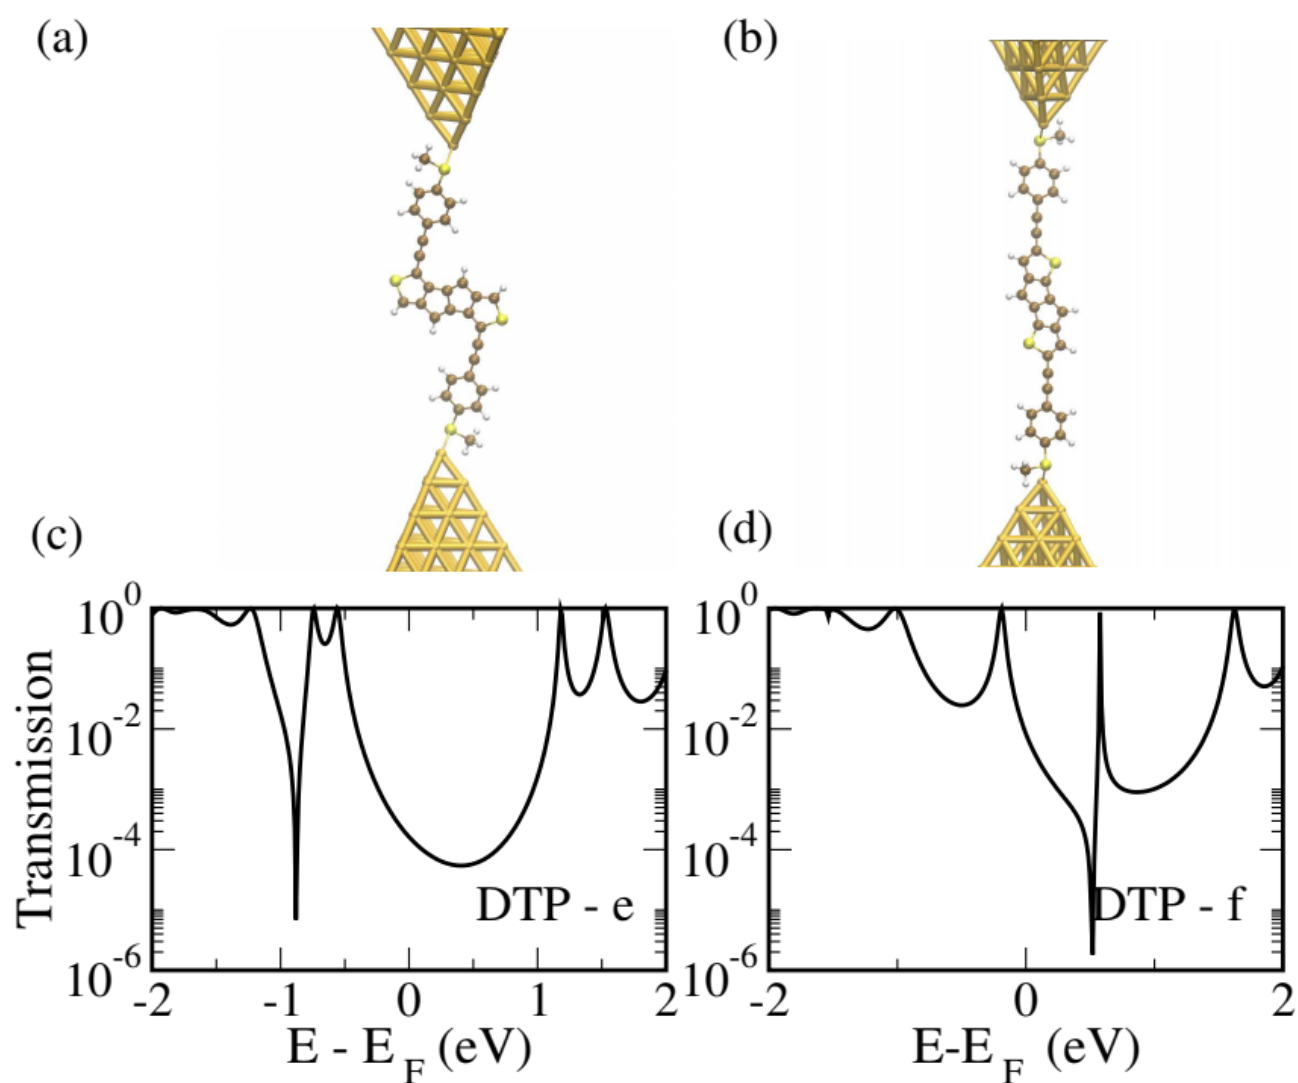 (a)
(b)
(c)
(d)
Transmission
10^0
10^-2
10^-4
10^-6
-2
-1
0
1
2
E - E_F (eV)
DTP - e
10^0
10^-2
10^-4
10^-6
-2
0
2
E-E_F (eV)
DTP - f